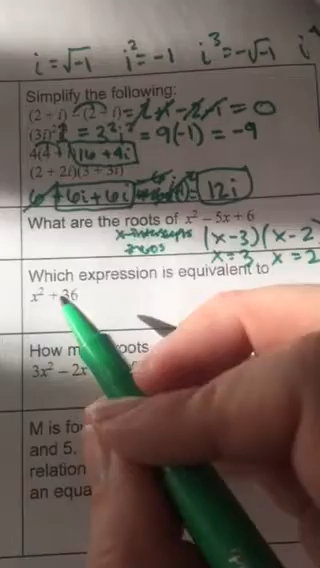 i = √-1 i² = -1 i³ = -√-1 i⁴
Simplify the following:
(2 - i) - (2 - i) = 2 - i - 2 - i = 0
(3i)² = 3²i² = 9(-1) = -9
4(4 + i) 16 + 4i
(2 + 2i)(3 + 3i)
6 + 6i + 6i 12i
What are the roots of x² - 5x + 6
x-intercepts (x-3)(x-2
zeros x=3, x=2
Which expression is equivalent to
x² + 36
How roots
3x² - 2x
M is
and 5.
relation
an equa